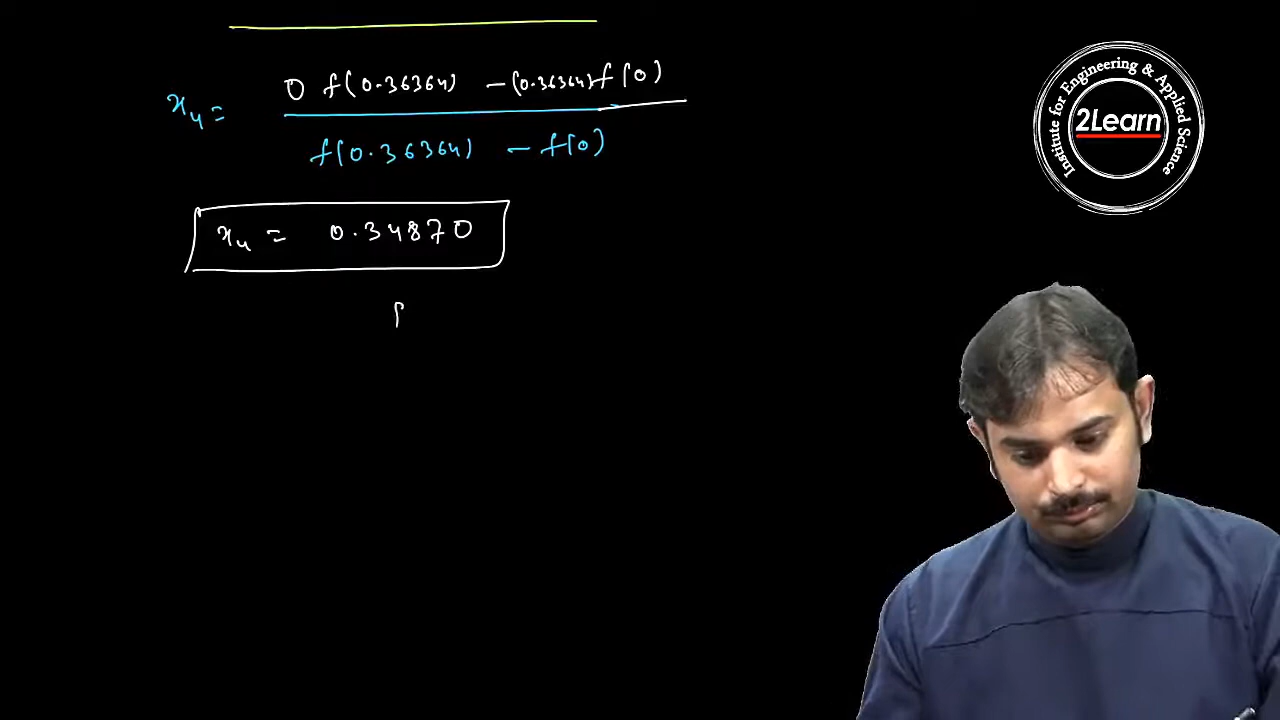 x₄ = 0 f(0.36364) - (0.36364) f(0)
f(0.36364) - f(0)
x₄ = 0.34870
Institute for Engineering & Applied Science
2Learn